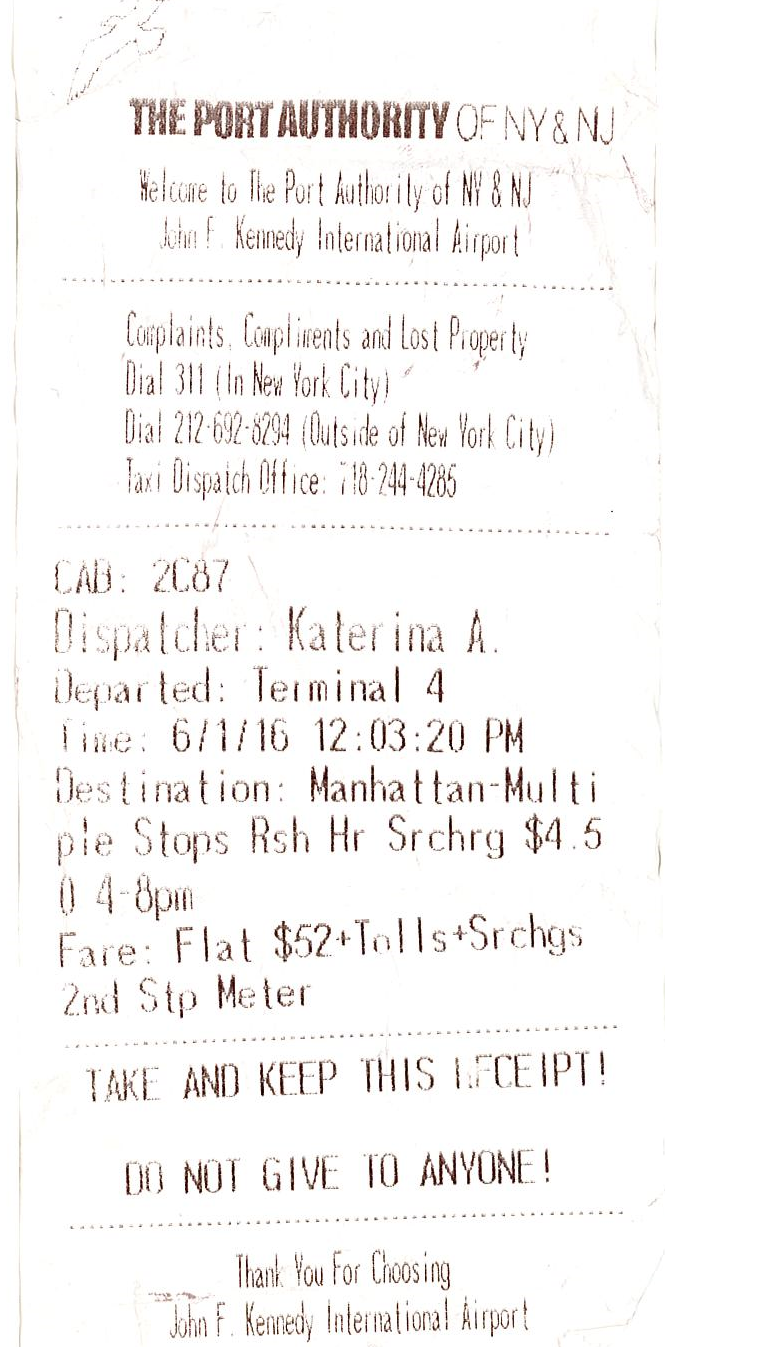 THE PORT AUTHORITY OF NY & NJ
Welcome to The Port Authority of NY & NJ
John F. Kennedy International Airport
Complaints, Compliments and Lost Property
Dial 311 (In New York City)
Dial 212-692-8294 (Outside of New York City)
Taxi Dispatch Office: 718-244-4285
CAB: 2C87
Dispatcher: Katerina A.
Departed: Terminal 4
Time: 6/1/16 12:03:20 PM
Destination: Manhattan-Multi
ple Stops Rsh Hr Srchrg $4.5
0 4-8pm
Fare: Flat $52+Tolls+Srchgs
2nd Stp Meter
TAKE AND KEEP THIS RECEIPT!
DO NOT GIVE TO ANYONE!
Thank You For Choosing
John F. Kennedy International Airport